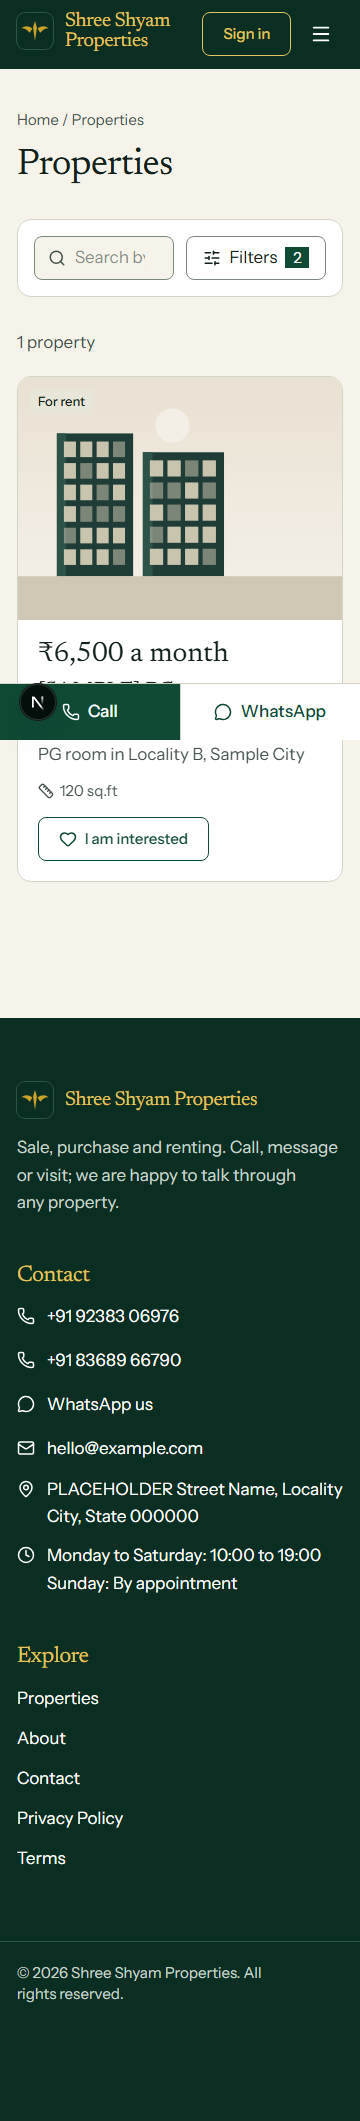 Shree Shyam
Properties
Sign in
Home / Properties
Properties
Search by
Filters 2
1 property
For rent
₹6,500 a month
N Call
WhatsApp
PG room in Locality B, Sample City
120 sq.ft
I am interested
Shree Shyam Properties
Sale, purchase and renting. Call, message
or visit; we are happy to talk through
any property.
Contact
+91 92383 06976
+91 83689 66790
WhatsApp us
hello@example.com
PLACEHOLDER Street Name, Locality
City, State 000000
Monday to Saturday: 10:00 to 19:00
Sunday: By appointment
Explore
Properties
About
Contact
Privacy Policy
Terms
© 2026 Shree Shyam Properties. All
rights reserved.